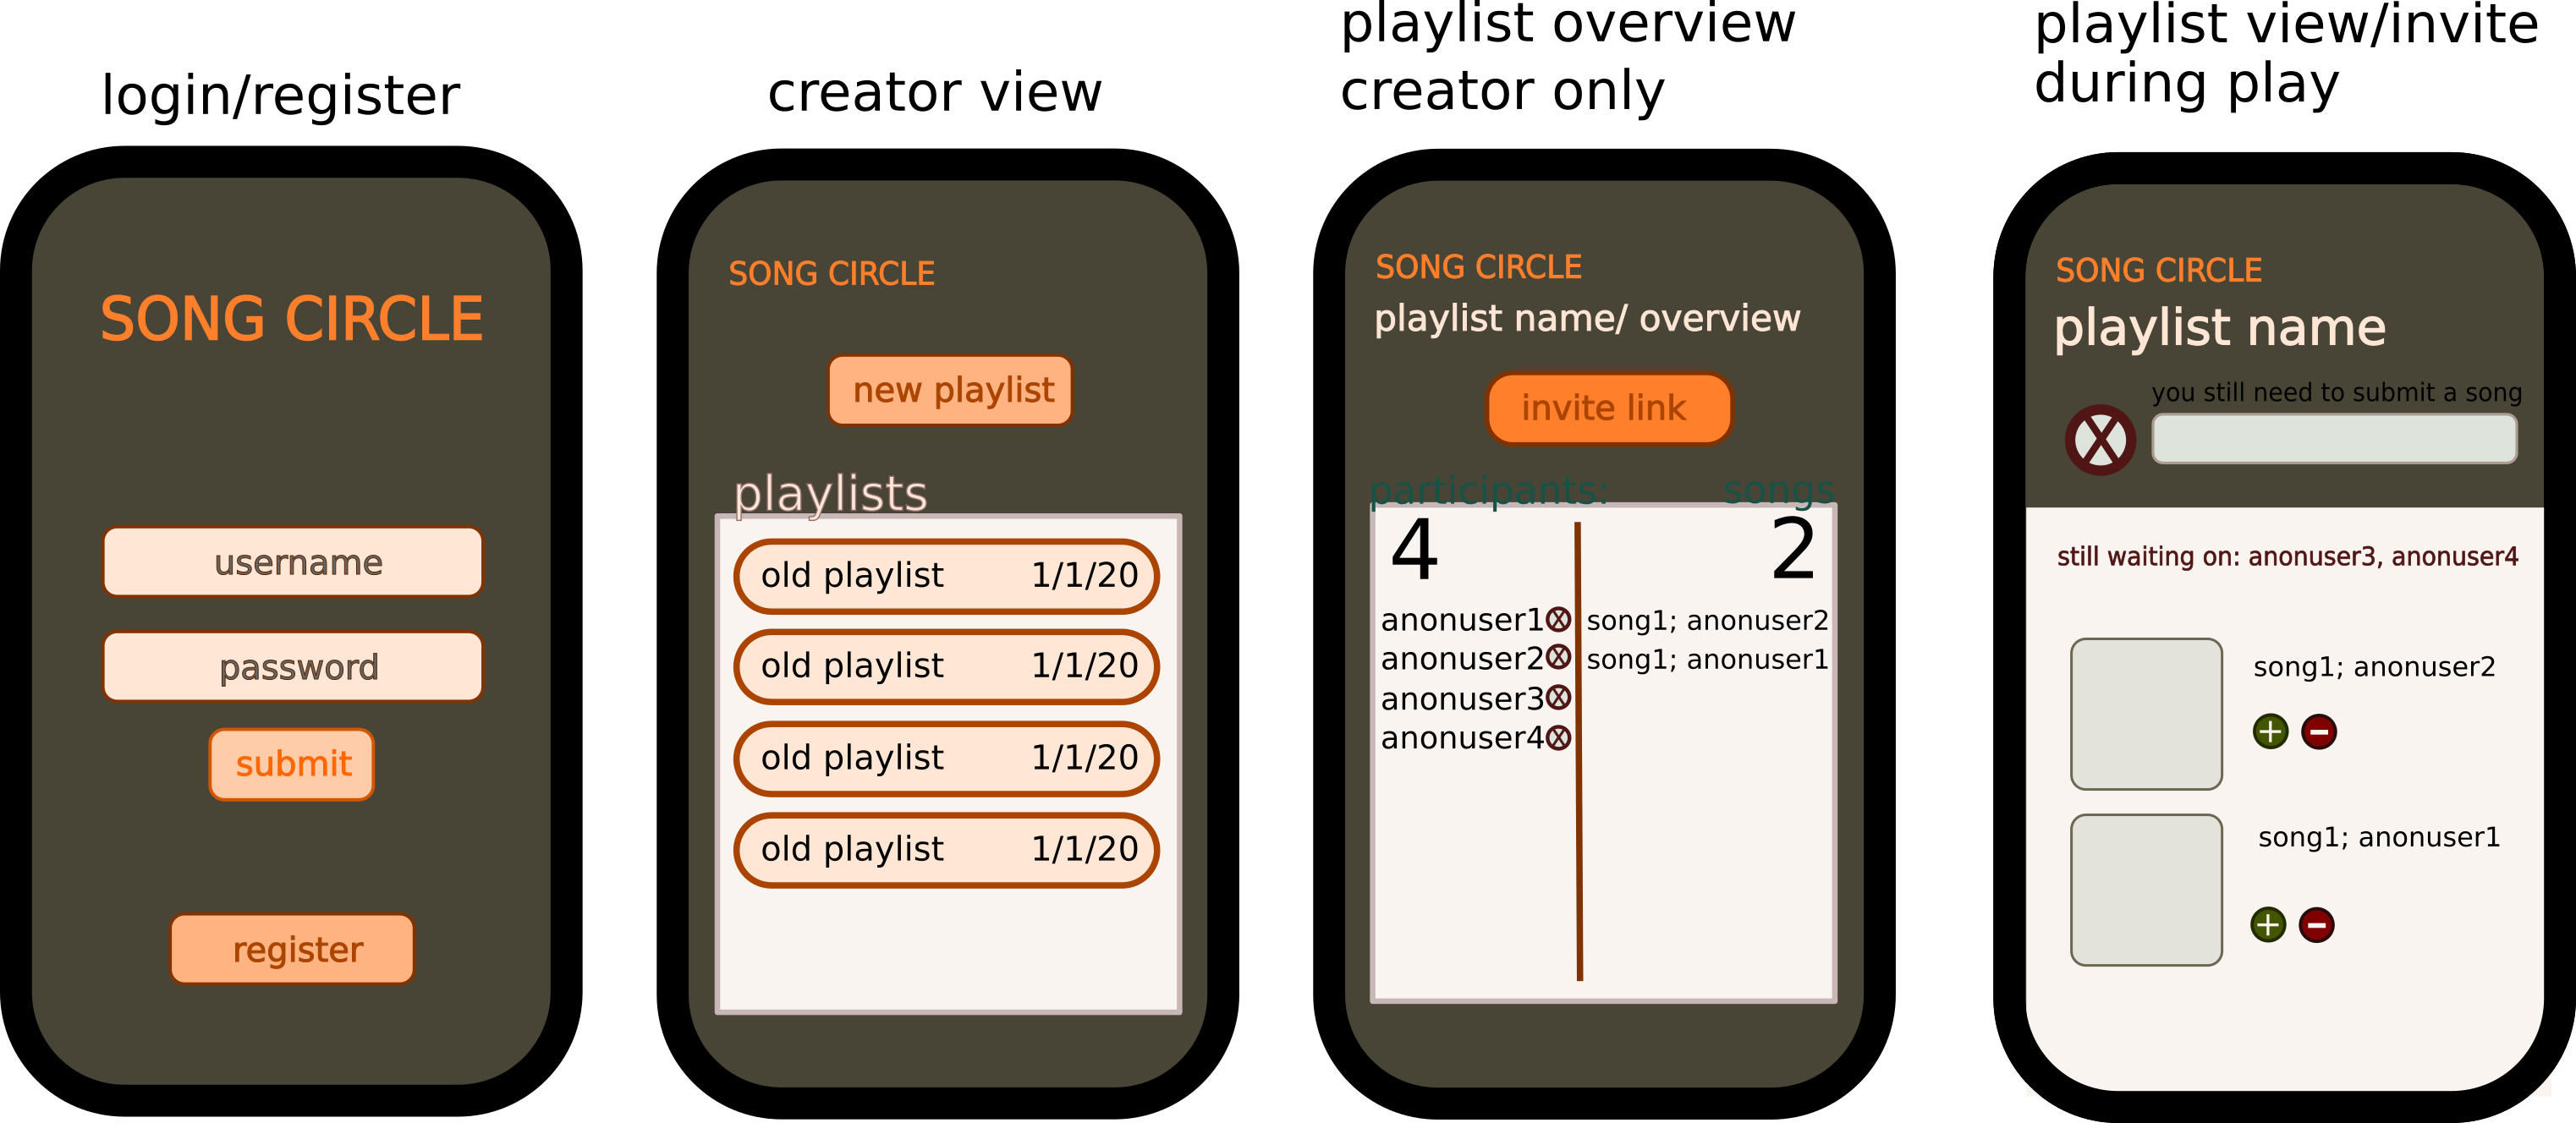 login/register
SONG CIRCLE
username
password
submit
register
creator view
SONG CIRCLE
new playlist
playlists
old playlist 1/1/20
old playlist 1/1/20
old playlist 1/1/20
old playlist 1/1/20
playlist overview
creator only
SONG CIRCLE
playlist name/ overview
invite link
participants: songs
4 2
anonuser1 X song1; anonuser2
anonuser2 X song1; anonuser1
anonuser3 X
anonuser4 X
playlist view/invite
during play
SONG CIRCLE
playlist name
you still need to submit a song
X
still waiting on: anonuser3, anonuser4
song1; anonuser2
+ -
song1; anonuser1
+ -